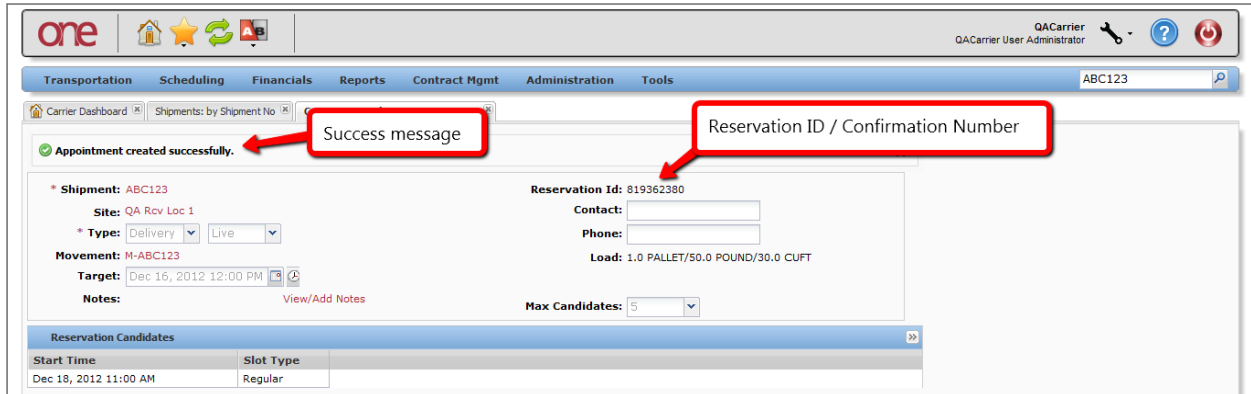 one
AB
QACarrier
QACarrier User Administrator
?
Transportation Scheduling Financials Reports Contract Mgmt Administration Tools ABC123
Carrier Dashboard Shipments: by Shipment No
Success message
Reservation ID / Confirmation Number
Appointment created successfully.
* Shipment: ABC123 Reservation Id: 819362380
Site: QA Rcv Loc 1 Contact:
* Type: Delivery Live Phone:
Movement: M-ABC123 Load: 1.0 PALLET/50.0 POUND/30.0 CUFT
Target: Dec 16, 2012 12:00 PM
Notes: View/Add Notes Max Candidates: 5
Reservation Candidates
Start Time Slot Type
Dec 18, 2012 11:00 AM Regular